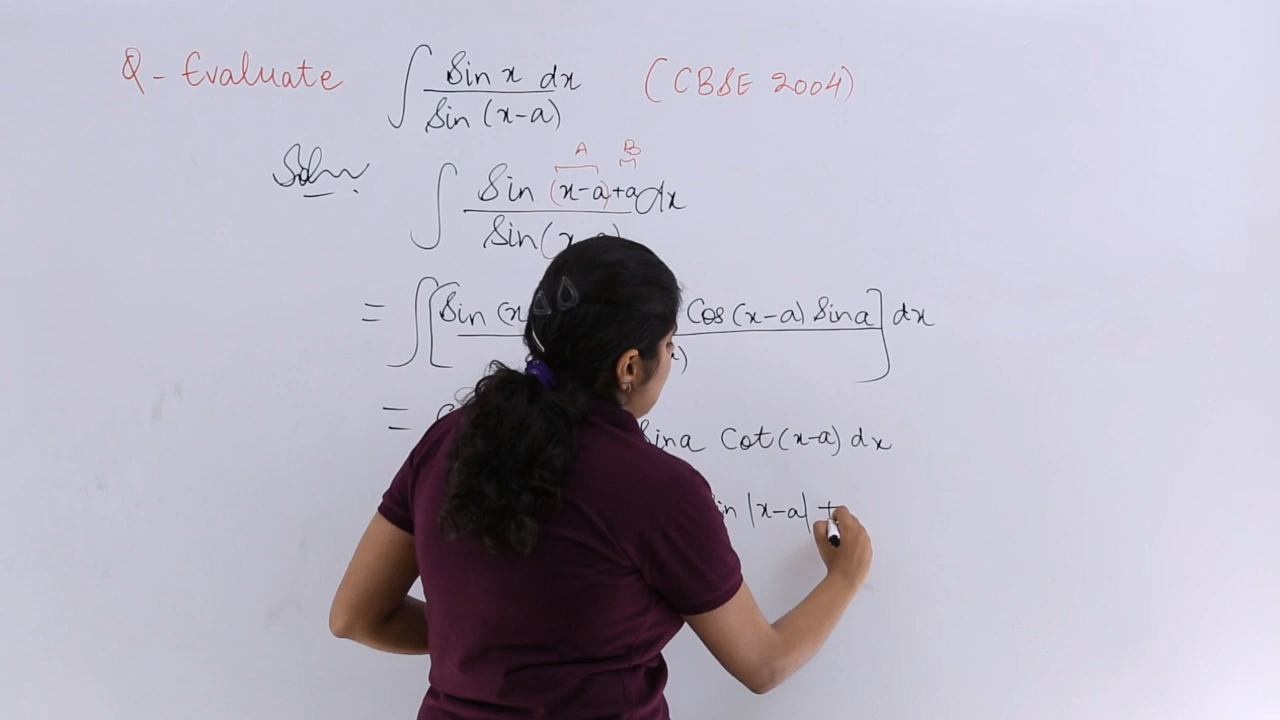 Q - Evaluate ∫ Sin x dx / Sin (x-a) (CBSE 2004)
A B
Soln. ∫ Sin (x-a)+a dx / Sin(x
= ∫ [Sin (x Cos (x-a) Sina] dx
= Sina Cot (x-a) dx
in |x-a| +